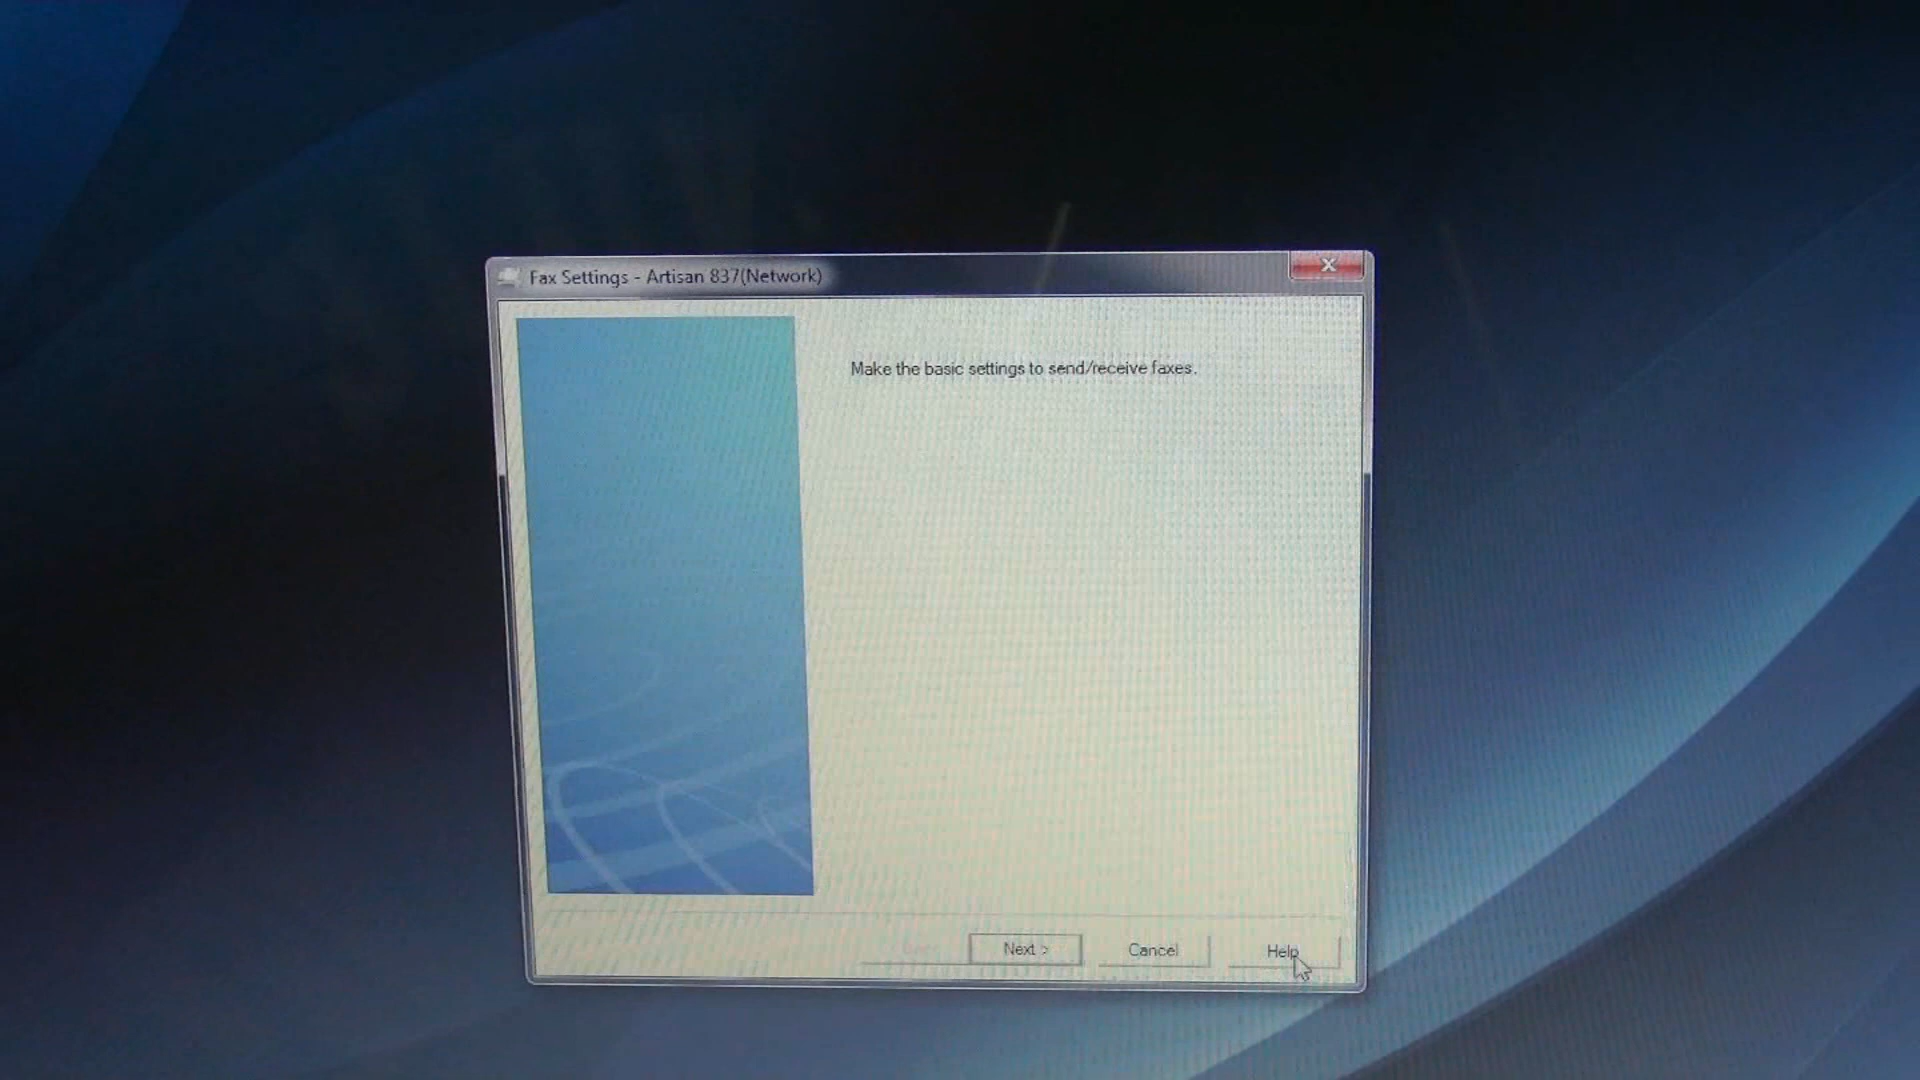 Fax Settings - Artisan 837(Network)
Make the basic settings to send/receive faxes.
Next >
Cancel
Help